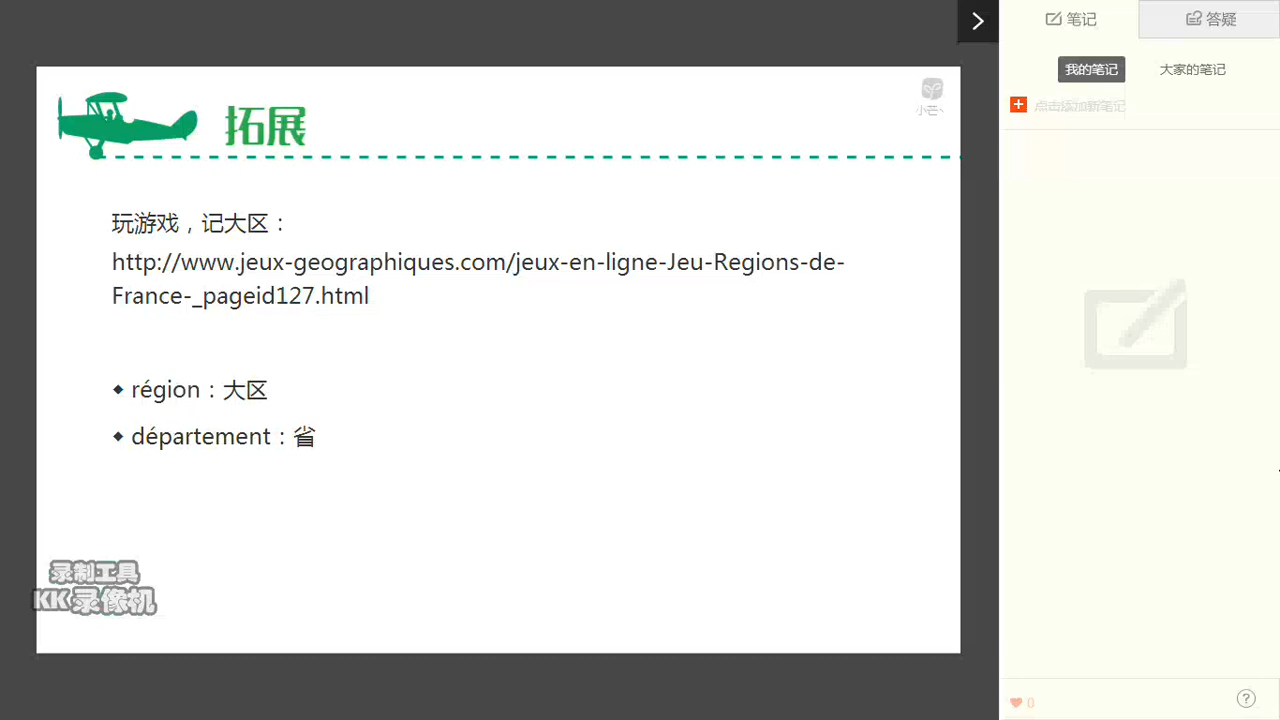 拓展
玩游戏，记大区：
http://www.jeux-geographiques.com/jeux-en-ligne-Jeu-Regions-de-
France-_pageid127.html
région：大区
département：省
录制工具
KK录像机
笔记
答疑
我的笔记
大家的笔记
点击添加新笔记
0
?